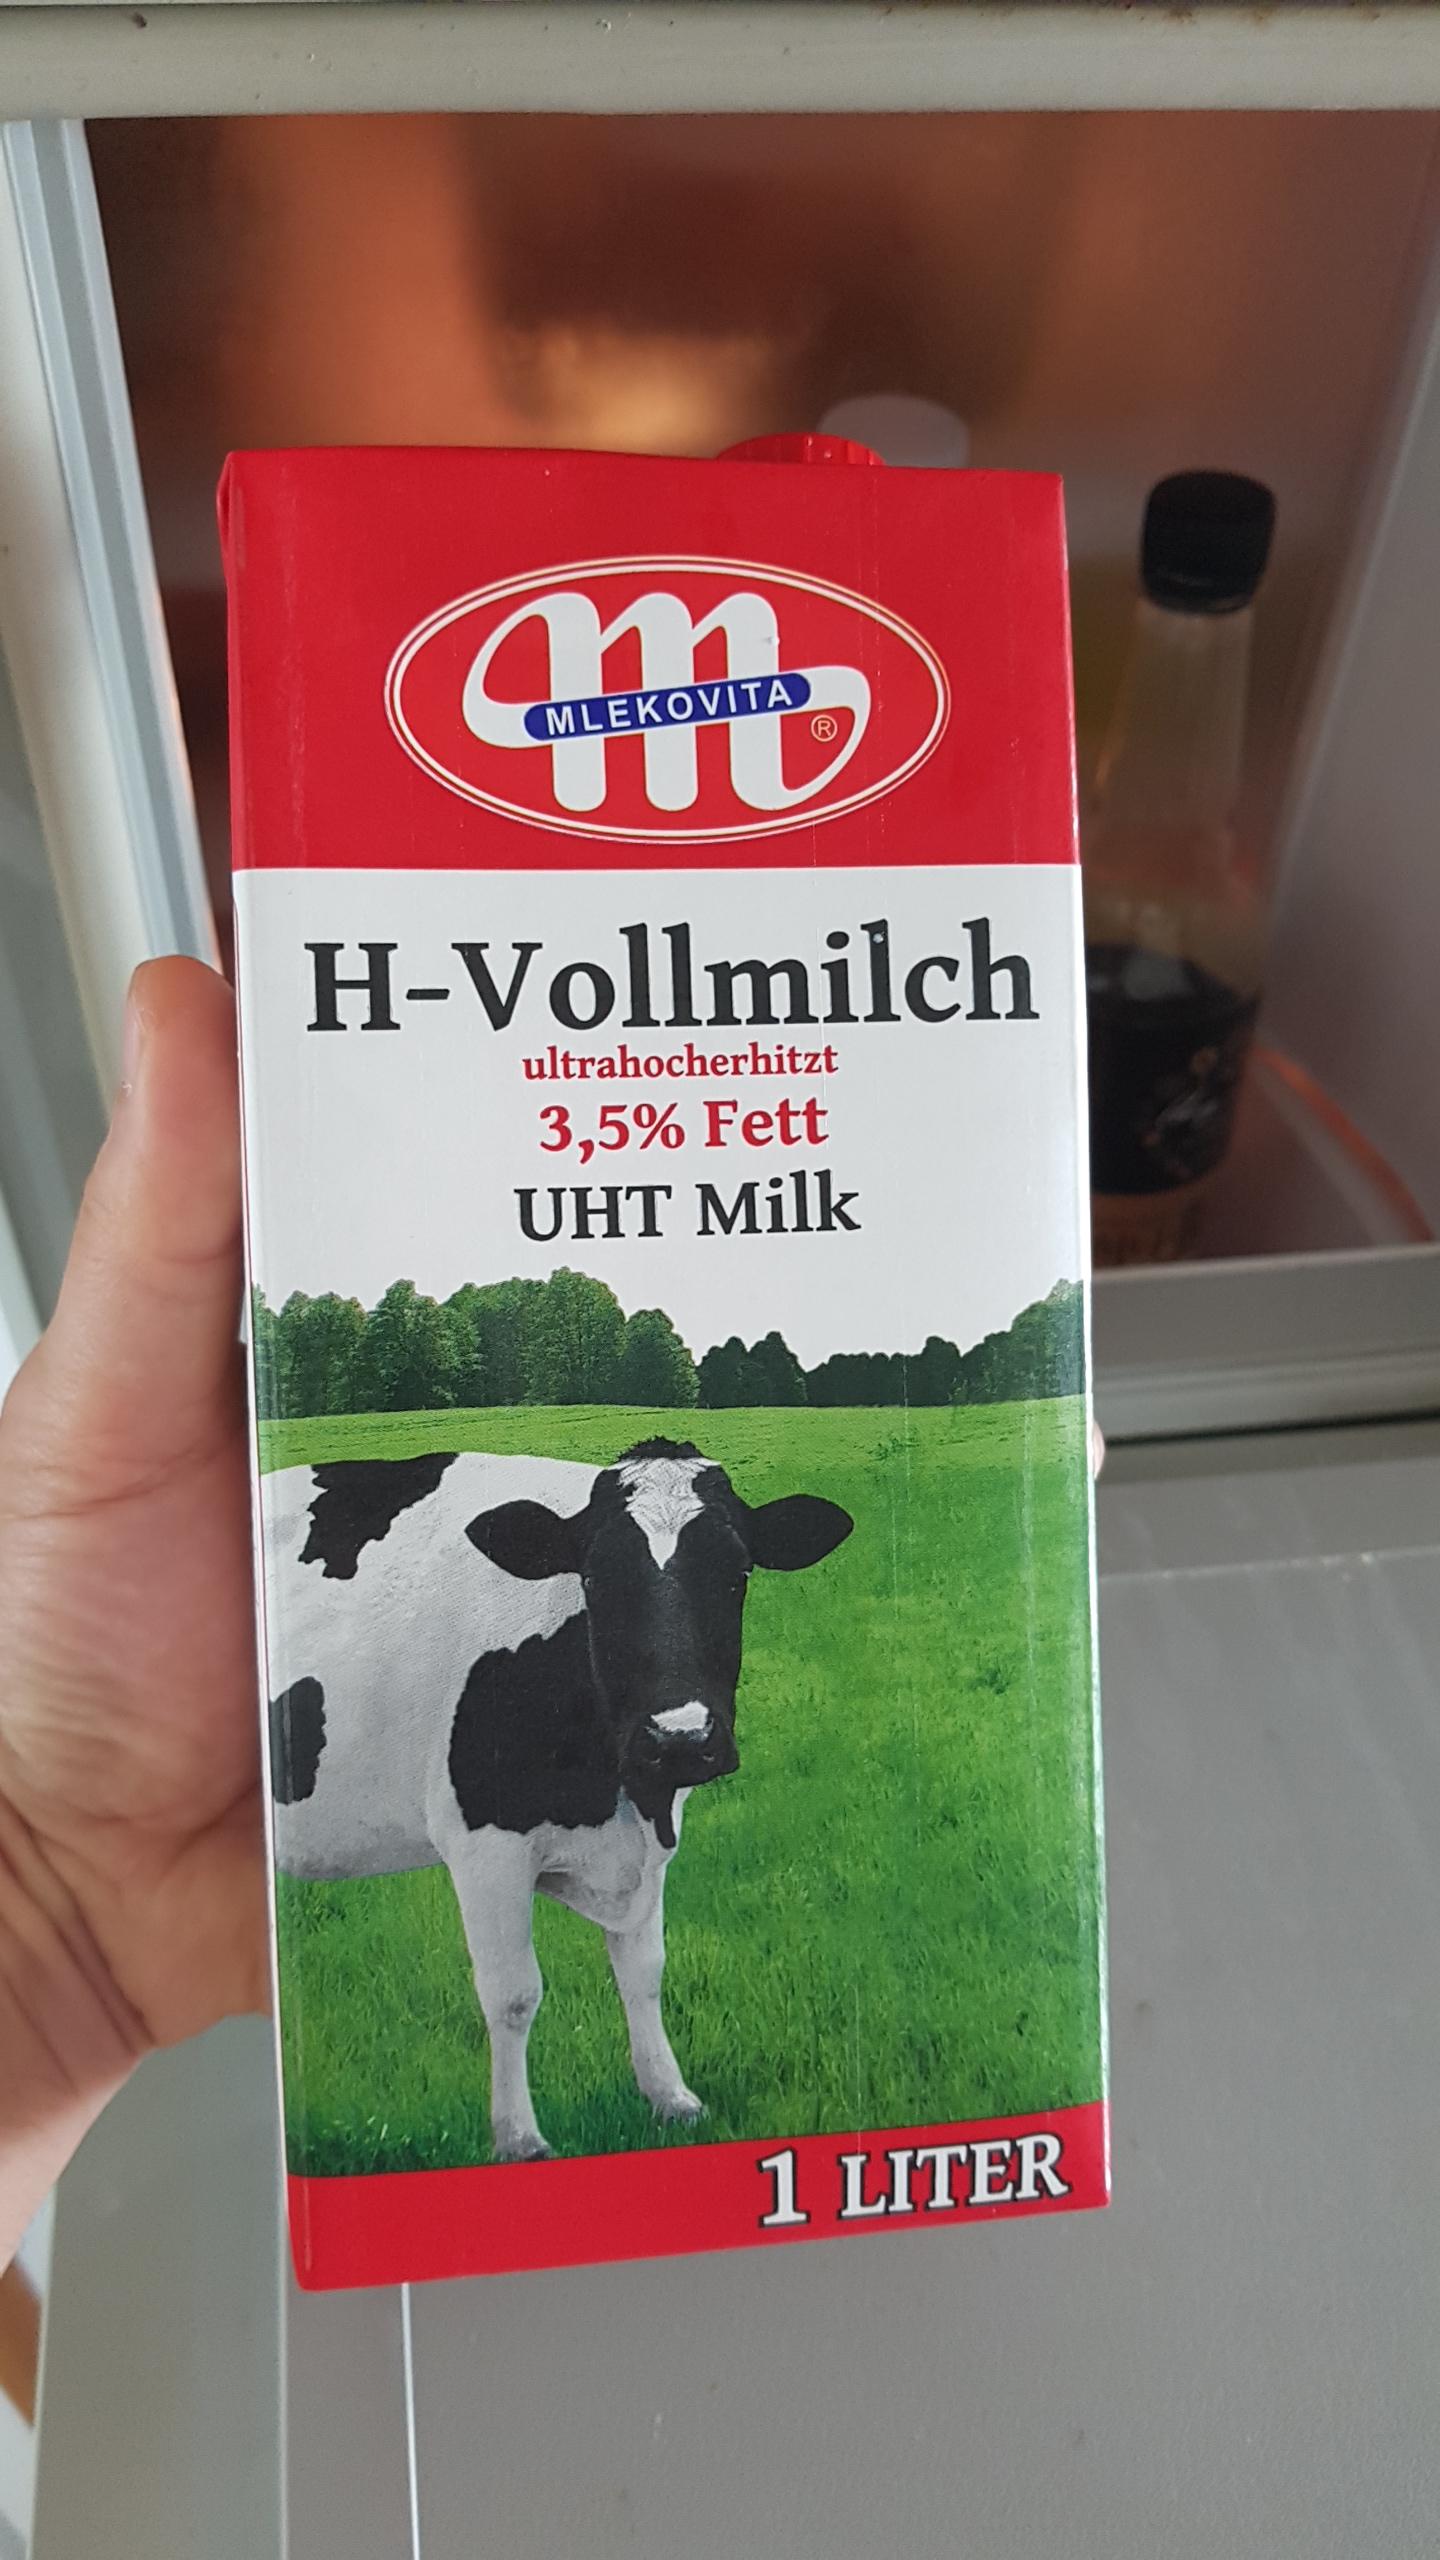 m
MLEKOVITA
®
H-Vollmilch
ultrahocherhitzt
3,5% Fett
UHT Milk
1 LITER